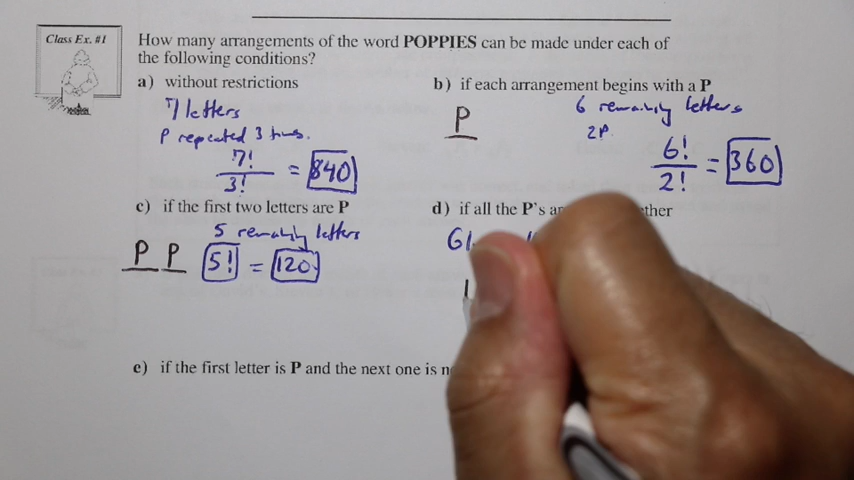 Class Ex. #1
How many arrangements of the word POPPIES can be made under each of
the following conditions?
a) without restrictions
7 letters
P repeated 3 times.
7!
3!
= 840
b) if each arrangement begins with a P
P
6 remaining letters
2P.
6!
2!
= 360
c) if the first two letters are P
5 remaining letters
P P 5! = 120
d) if all the P's
e) if the first letter is P and the next one is